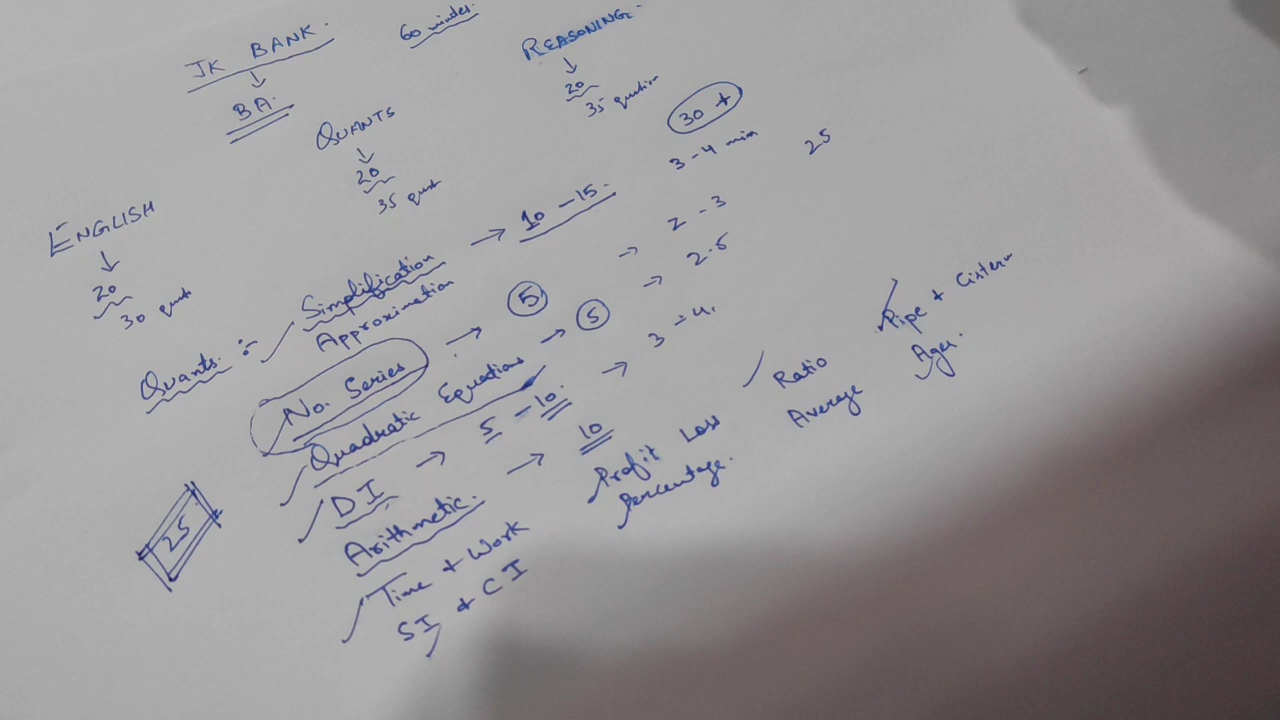 JK BANK.
60 minutes.
↓
BA.
ENGLISH
↓
20
30 quest
QUANTS
↓
20
35 quest
REASONING.
↓
20
35 question
30 +
Quants :- Simplification → 10 - 15. 3 - 4 min 25
Approximation
No. Series → 5 → 2 - 3
Quadratic Equations → 5 → 2.5
DI → 5 - 10. → 3 - 4.
Arithmetic. → 10
Time + Work Profit Loss Ratio Pipe + Cistern
SI + CI Percentage. Average Ages.
25